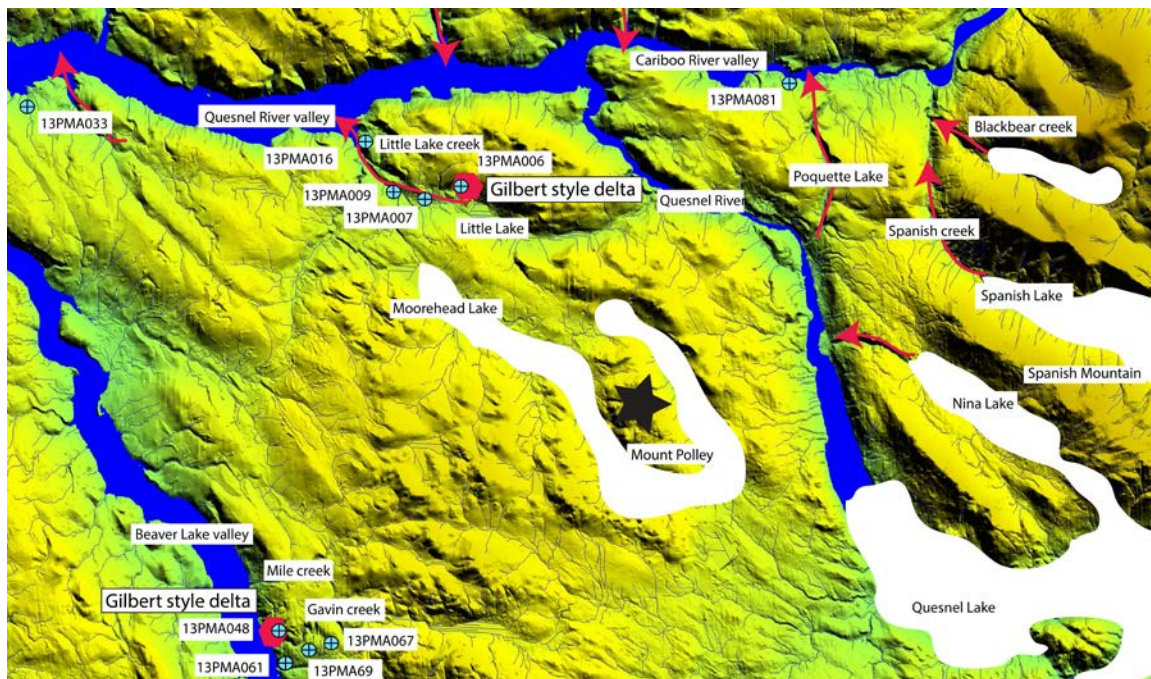 Cariboo River valley
13PMA081
Quesnel River valley
13PMA033
Blackbear creek
Little Lake creek
13PMA016
13PMA006
Poquette Lake
13PMA009
Gilbert style delta
Quesnel River
13PMA007
Little Lake
Spanish creek
Spanish Lake
Moorehead Lake
Spanish Mountain
Nina Lake
Mount Polley
Beaver Lake valley
Mile creek
Gilbert style delta
Gavin creek
Quesnel Lake
13PMA048
13PMA067
13PMA061
13PMA69